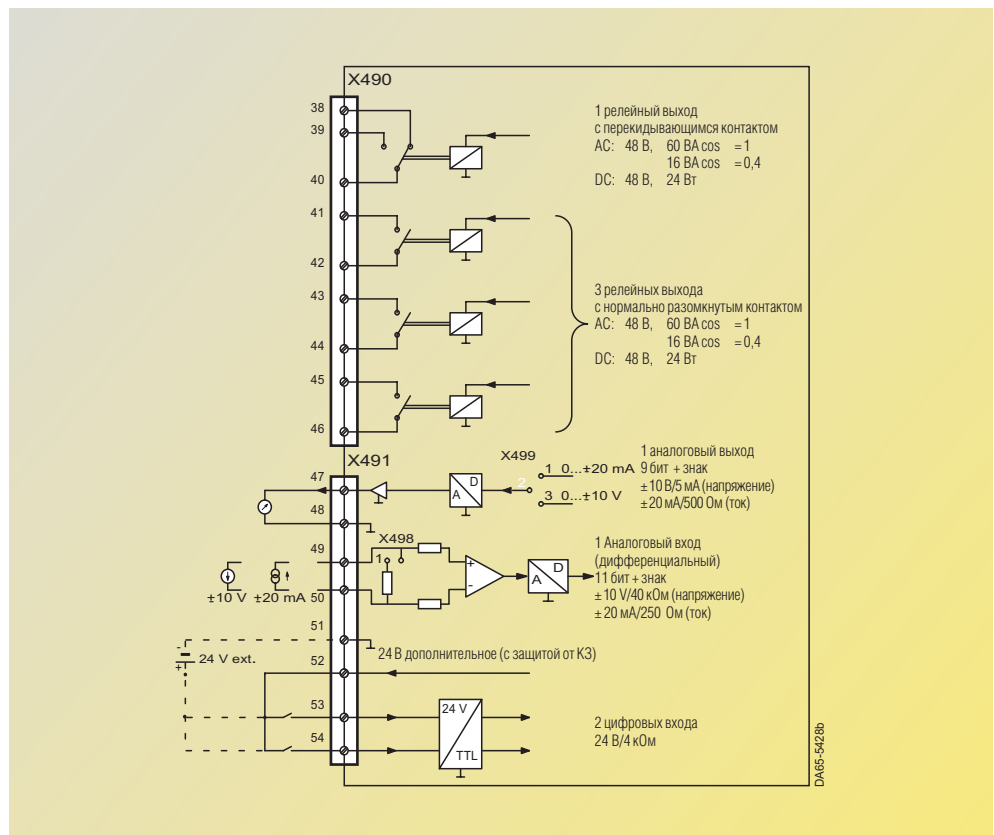 X490
38
39
40
41
42
43
44
45
46
1 релейный выход
с перекидывающимся контактом
AC: 48 В, 60 ВА cos =1
16 ВА cos =0,4
DC: 48 В, 24 Вт
3 релейных выхода
с нормально разомкнутым контактом
AC: 48 В, 60 ВА cos =1
16 ВА cos =0,4
DC: 48 В, 24 Вт
X491
47
48
49
50
51
52
53
54
D
A
X499
1 0...±20 mA
2
3 0...±10 V
1 аналоговый выход
9 бит + знак
±10 В/5 мА (напряжение)
±20 мА/500 Ом (ток)
X498
1
+
-
D
A
1 Аналоговый вход
(дифференциальный)
11 бит + знак
±10 V/40 кОм (напряжение)
±20 мА/250 Ом (ток)
±10 V ±20 mA
-
24 V ext.
+
24 В дополнительное (с защитой от КЗ)
24 V
TTL
2 цифровых входа
24 В/4 кОм
DA65-5428b